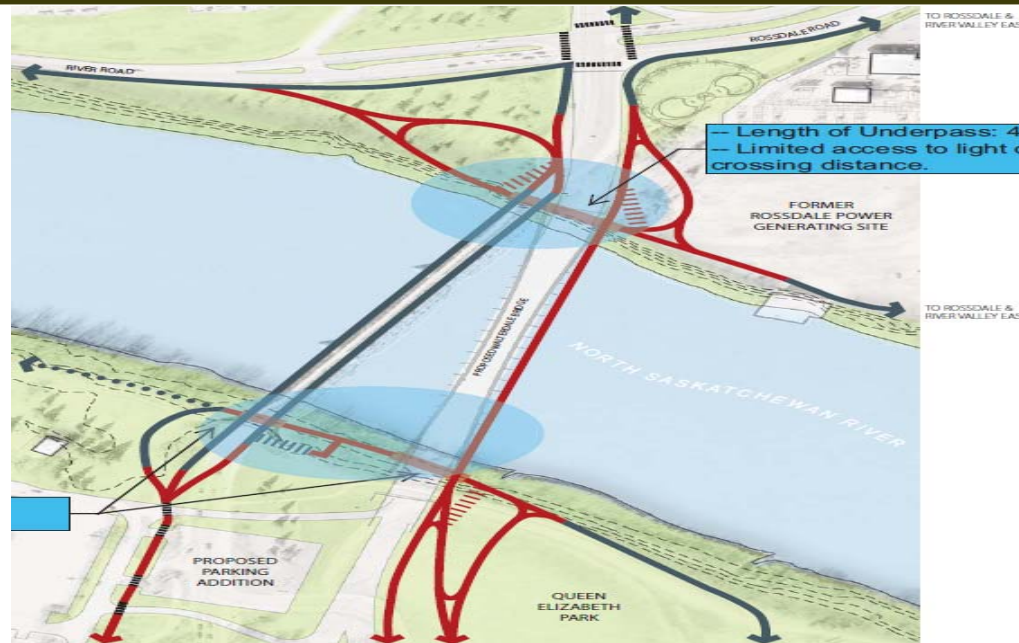 TO ROSSDALE &
RIVER VALLEY EAS
ROSSDALE ROAD
RIVER ROAD
-- Length of Underpass: 4
-- Limited access to light
crossing distance.
FORMER
ROSSDALE POWER
GENERATING SITE
TO ROSSDALE &
RIVER VALLEY EAS
PROPOSED WALTERDALE BRIDGE
NORTH SASKATCHEWAN RIVER
PROPOSED
PARKING
ADDITION
QUEEN
ELIZABETH
PARK